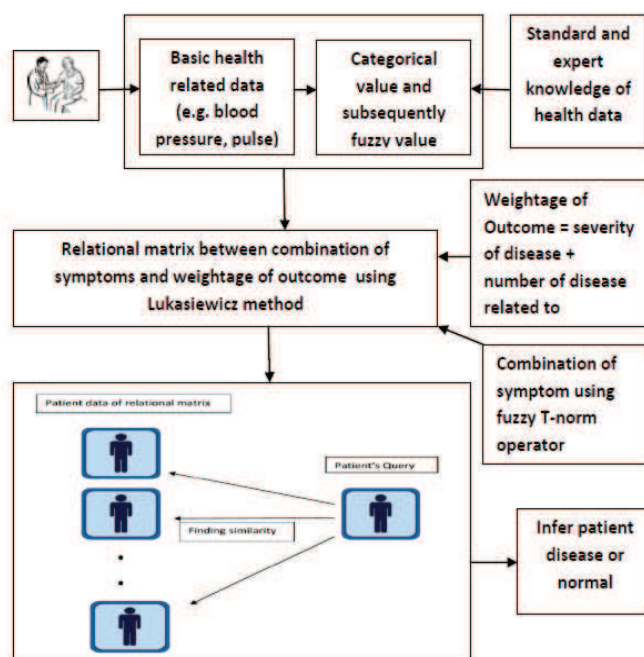 Basic health
related data
(e.g. blood
pressure, pulse)
Categorical
value and
subsequently
fuzzy value
Standard and
expert
knowledge of
health data
Relational matrix between combination of
symptoms and weightage of outcome using
Lukasiewicz method
Weightage of
Outcome = severity
of disease +
number of disease
related to
Combination of
symptom using
fuzzy T-norm
operator
Patient data of relational matrix
Patient's Query
Finding similarity
Infer patient
disease or
normal